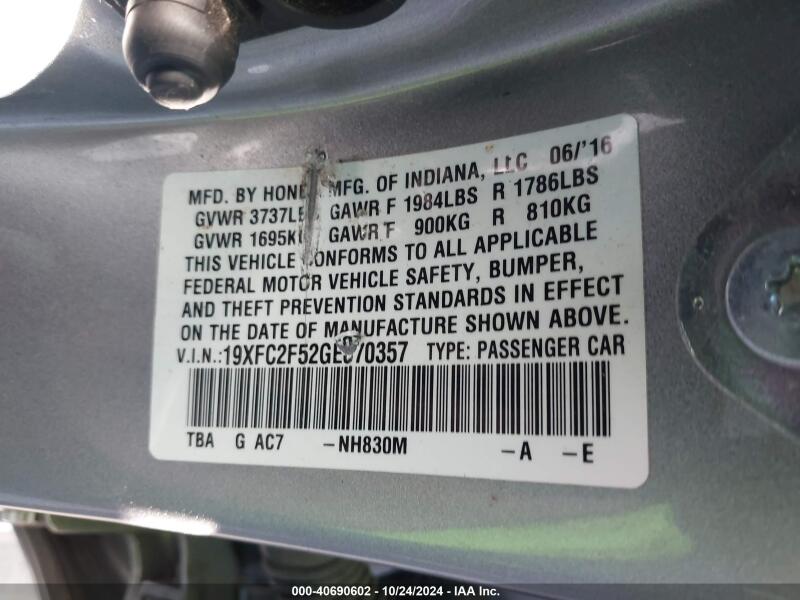 MFD. BY HONDA MFG. OF INDIANA, LLC 06/'16
GVWR 3737LBS GAWR F 1984LBS R 1786LBS
GVWR 1695KG GAWR F 900KG R 810KG
THIS VEHICLE CONFORMS TO ALL APPLICABLE
FEDERAL MOTOR VEHICLE SAFETY, BUMPER,
AND THEFT PREVENTION STANDARDS IN EFFECT
ON THE DATE OF MANUFACTURE SHOWN ABOVE.
V.I.N.:19XFC2F52GE070357 TYPE: PASSENGER CAR
TBA G AC7 -NH830M -A -E
000-40690602 - 10/24/2024 - IAA Inc.